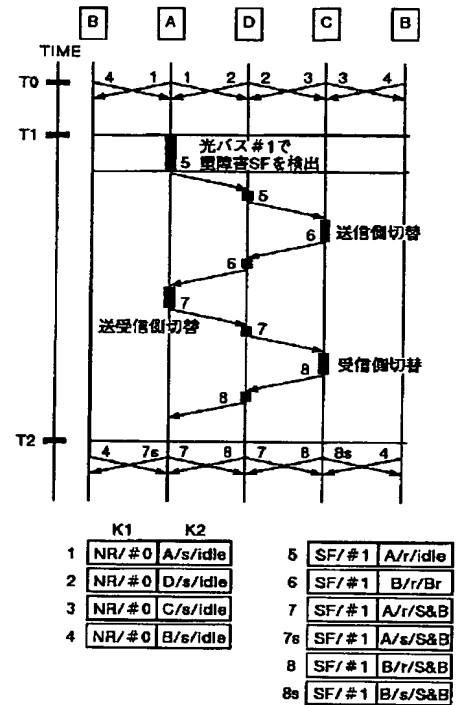 B A D C B
TIME
T0 4 1 1 2 2 3 3 4
T1
光パス#1で
重障害SFを検出
5
5
6 送信側切替
6
7
送受信側切替
7
8 受信側切替
8
T2 4 7s 7 8 7 8 8s 4
K1 K2
1 NR/#0 A/s/idle
2 NR/#0 D/s/idle
3 NR/#0 C/s/idle
4 NR/#0 B/s/idle
5 SF/#1 A/r/idle
6 SF/#1 B/r/Br
7 SF/#1 A/r/S&B
7s SF/#1 A/s/S&B
8 SF/#1 B/r/S&B
8s SF/#1 B/s/S&B